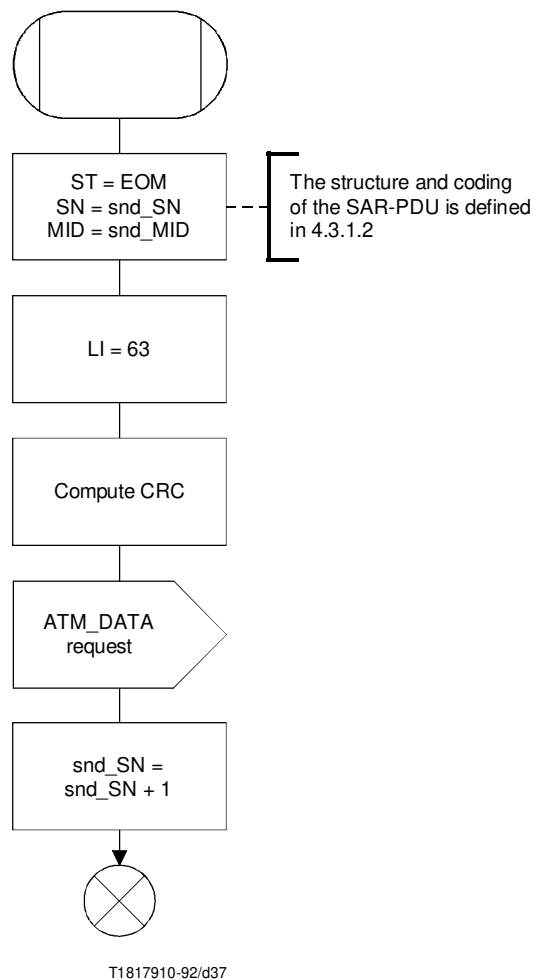 ST = EOM
SN = snd_SN
MID = snd_MID
The structure and coding
of the SAR-PDU is defined
in 4.3.1.2
LI = 63
Compute CRC
ATM_DATA
request
snd_SN =
snd_SN + 1
T1817910-92/d37